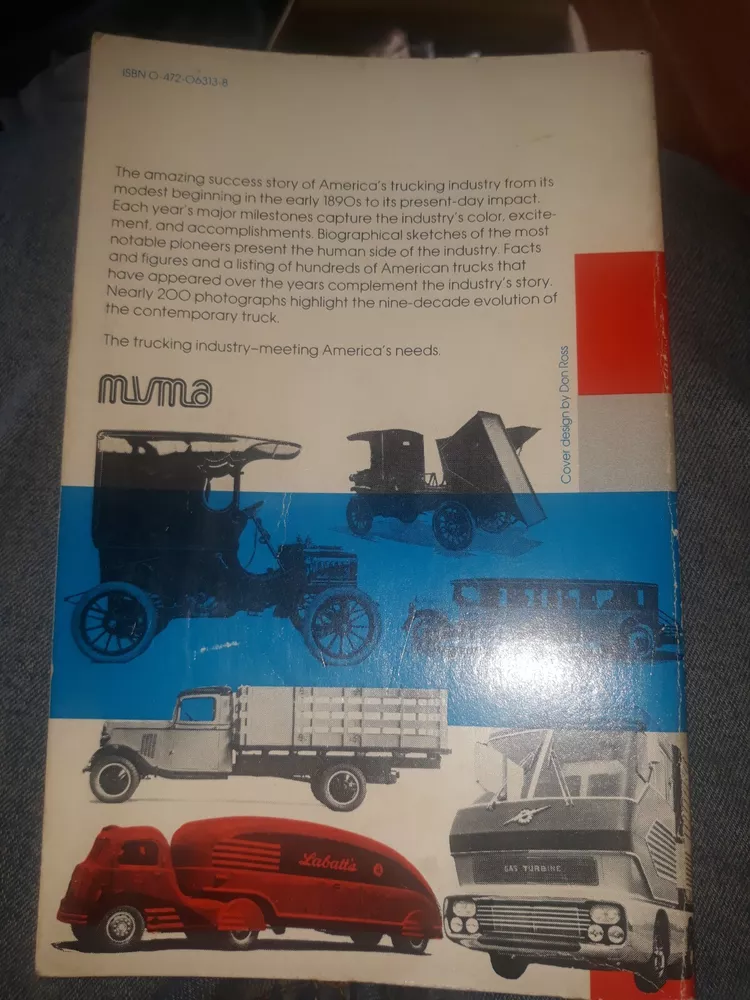 ISBN 0-472-06313-8
The amazing success story of America's trucking industry from its
modest beginning in the early 1890s to its present-day impact.
Each year's major milestones capture the industry's color, excite-
ment, and accomplishments. Biographical sketches of the most
notable pioneers present the human side of the industry. Facts
and figures and a listing of hundreds of American trucks that
have appeared over the years complement the industry's story.
Nearly 200 photographs highlight the nine-decade evolution of
the contemporary truck.
The trucking industry–meeting America's needs.
mvma
Cover design by Don Ross
Labatt's
GAS TURBINE